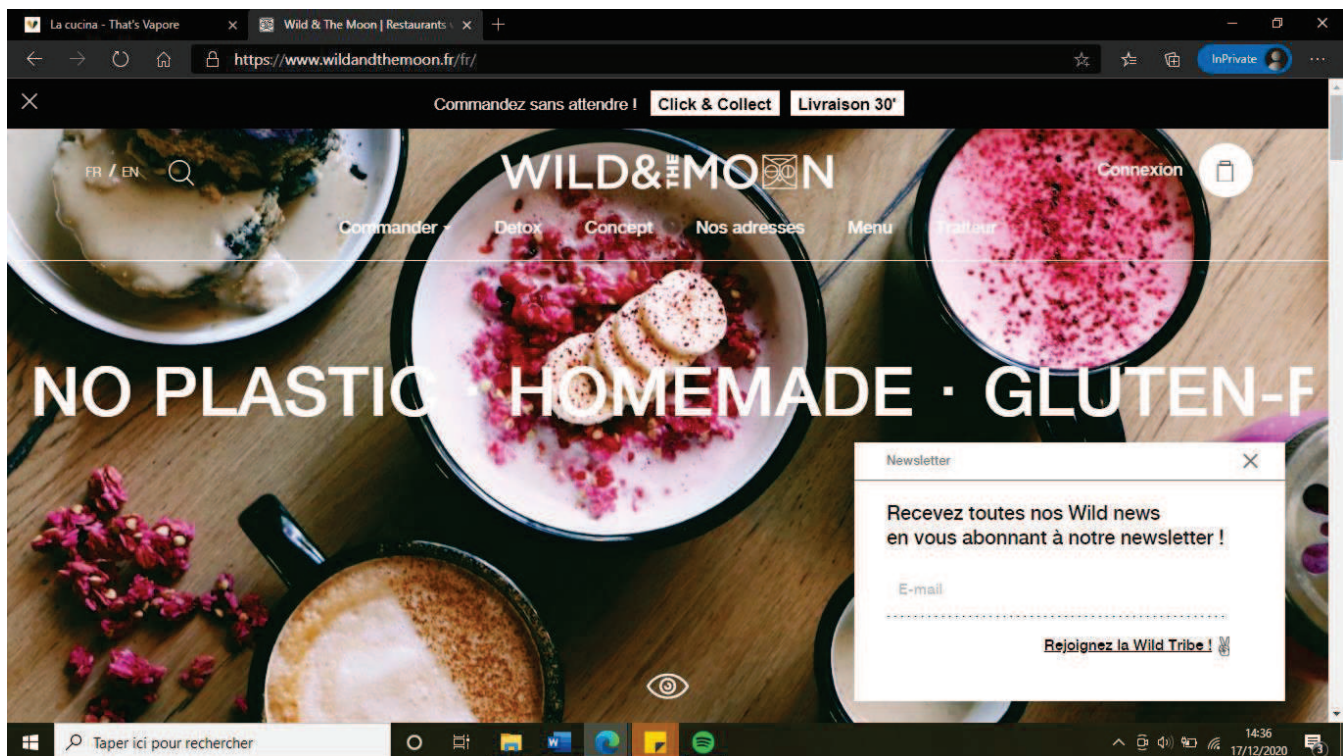 La cucina - That's Vapore
Wild & The Moon | Restaurants
https://www.wildandthemoon.fr/fr/
InPrivate
Commandez sans attendre ! Click & Collect Livraison 30'
FR / EN
WILD& THE MOON
Connexion
Commander Detox Concept Nos adresses Menu Traiteur
NO PLASTIC · HOMEMADE · GLUTEN-F
Newsletter
Recevez toutes nos Wild news
en vous abonnant à notre newsletter !
E-mail
Rejoignez la Wild Tribe !
Taper ici pour rechercher
14:36
17/12/2020